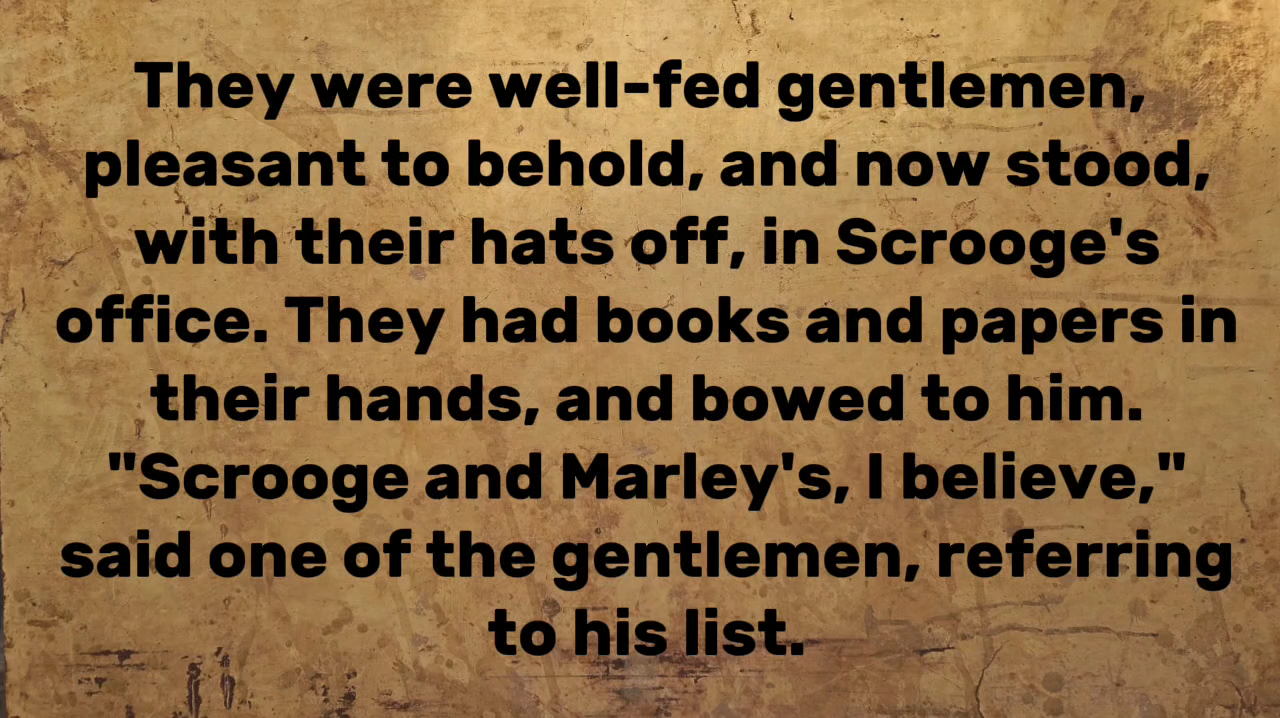 They were well-fed gentlemen,
pleasant to behold, and now stood,
with their hats off, in Scrooge's
office. They had books and papers in
their hands, and bowed to him.
"Scrooge and Marley's, I believe,"
said one of the gentlemen, referring
to his list.